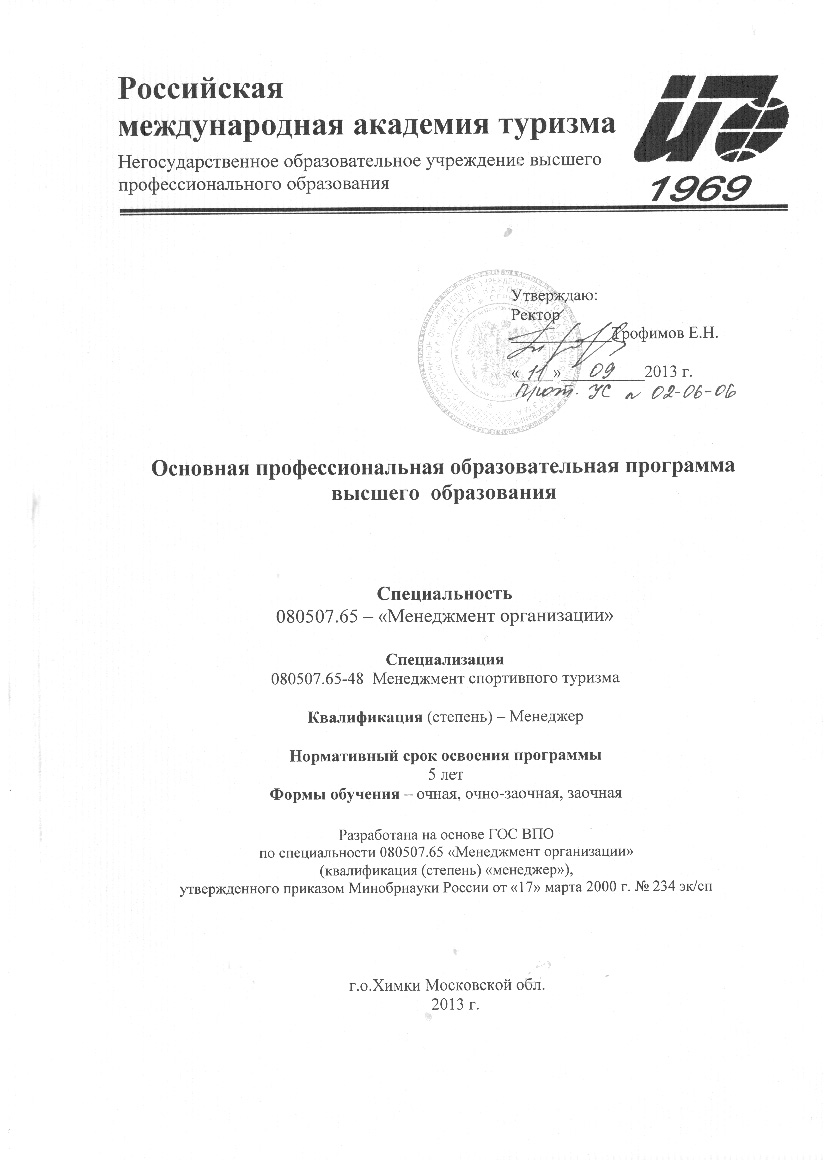 Российская
международная академия туризма
Негосударственное образовательное учреждение высшего
профессионального образования
1969
Утверждаю:
Ректор
Трофимов Е.Н.
« 11 » 09 2013 г.
Прот. УС № 02-06-06
Основная профессиональная образовательная программа
высшего образования
Специальность
080507.65 – «Менеджмент организации»
Специализация
080507.65-48 Менеджмент спортивного туризма
Квалификация (степень) – Менеджер
Нормативный срок освоения программы
5 лет
Формы обучения – очная, очно-заочная, заочная
Разработана на основе ГОС ВПО
по специальности 080507.65 «Менеджмент организации»
(квалификация (степень) «менеджер»),
утвержденного приказом Минобрнауки России от «17» марта 2000 г. № 234 эк/сп
г.о.Химки Московской обл.
2013 г.